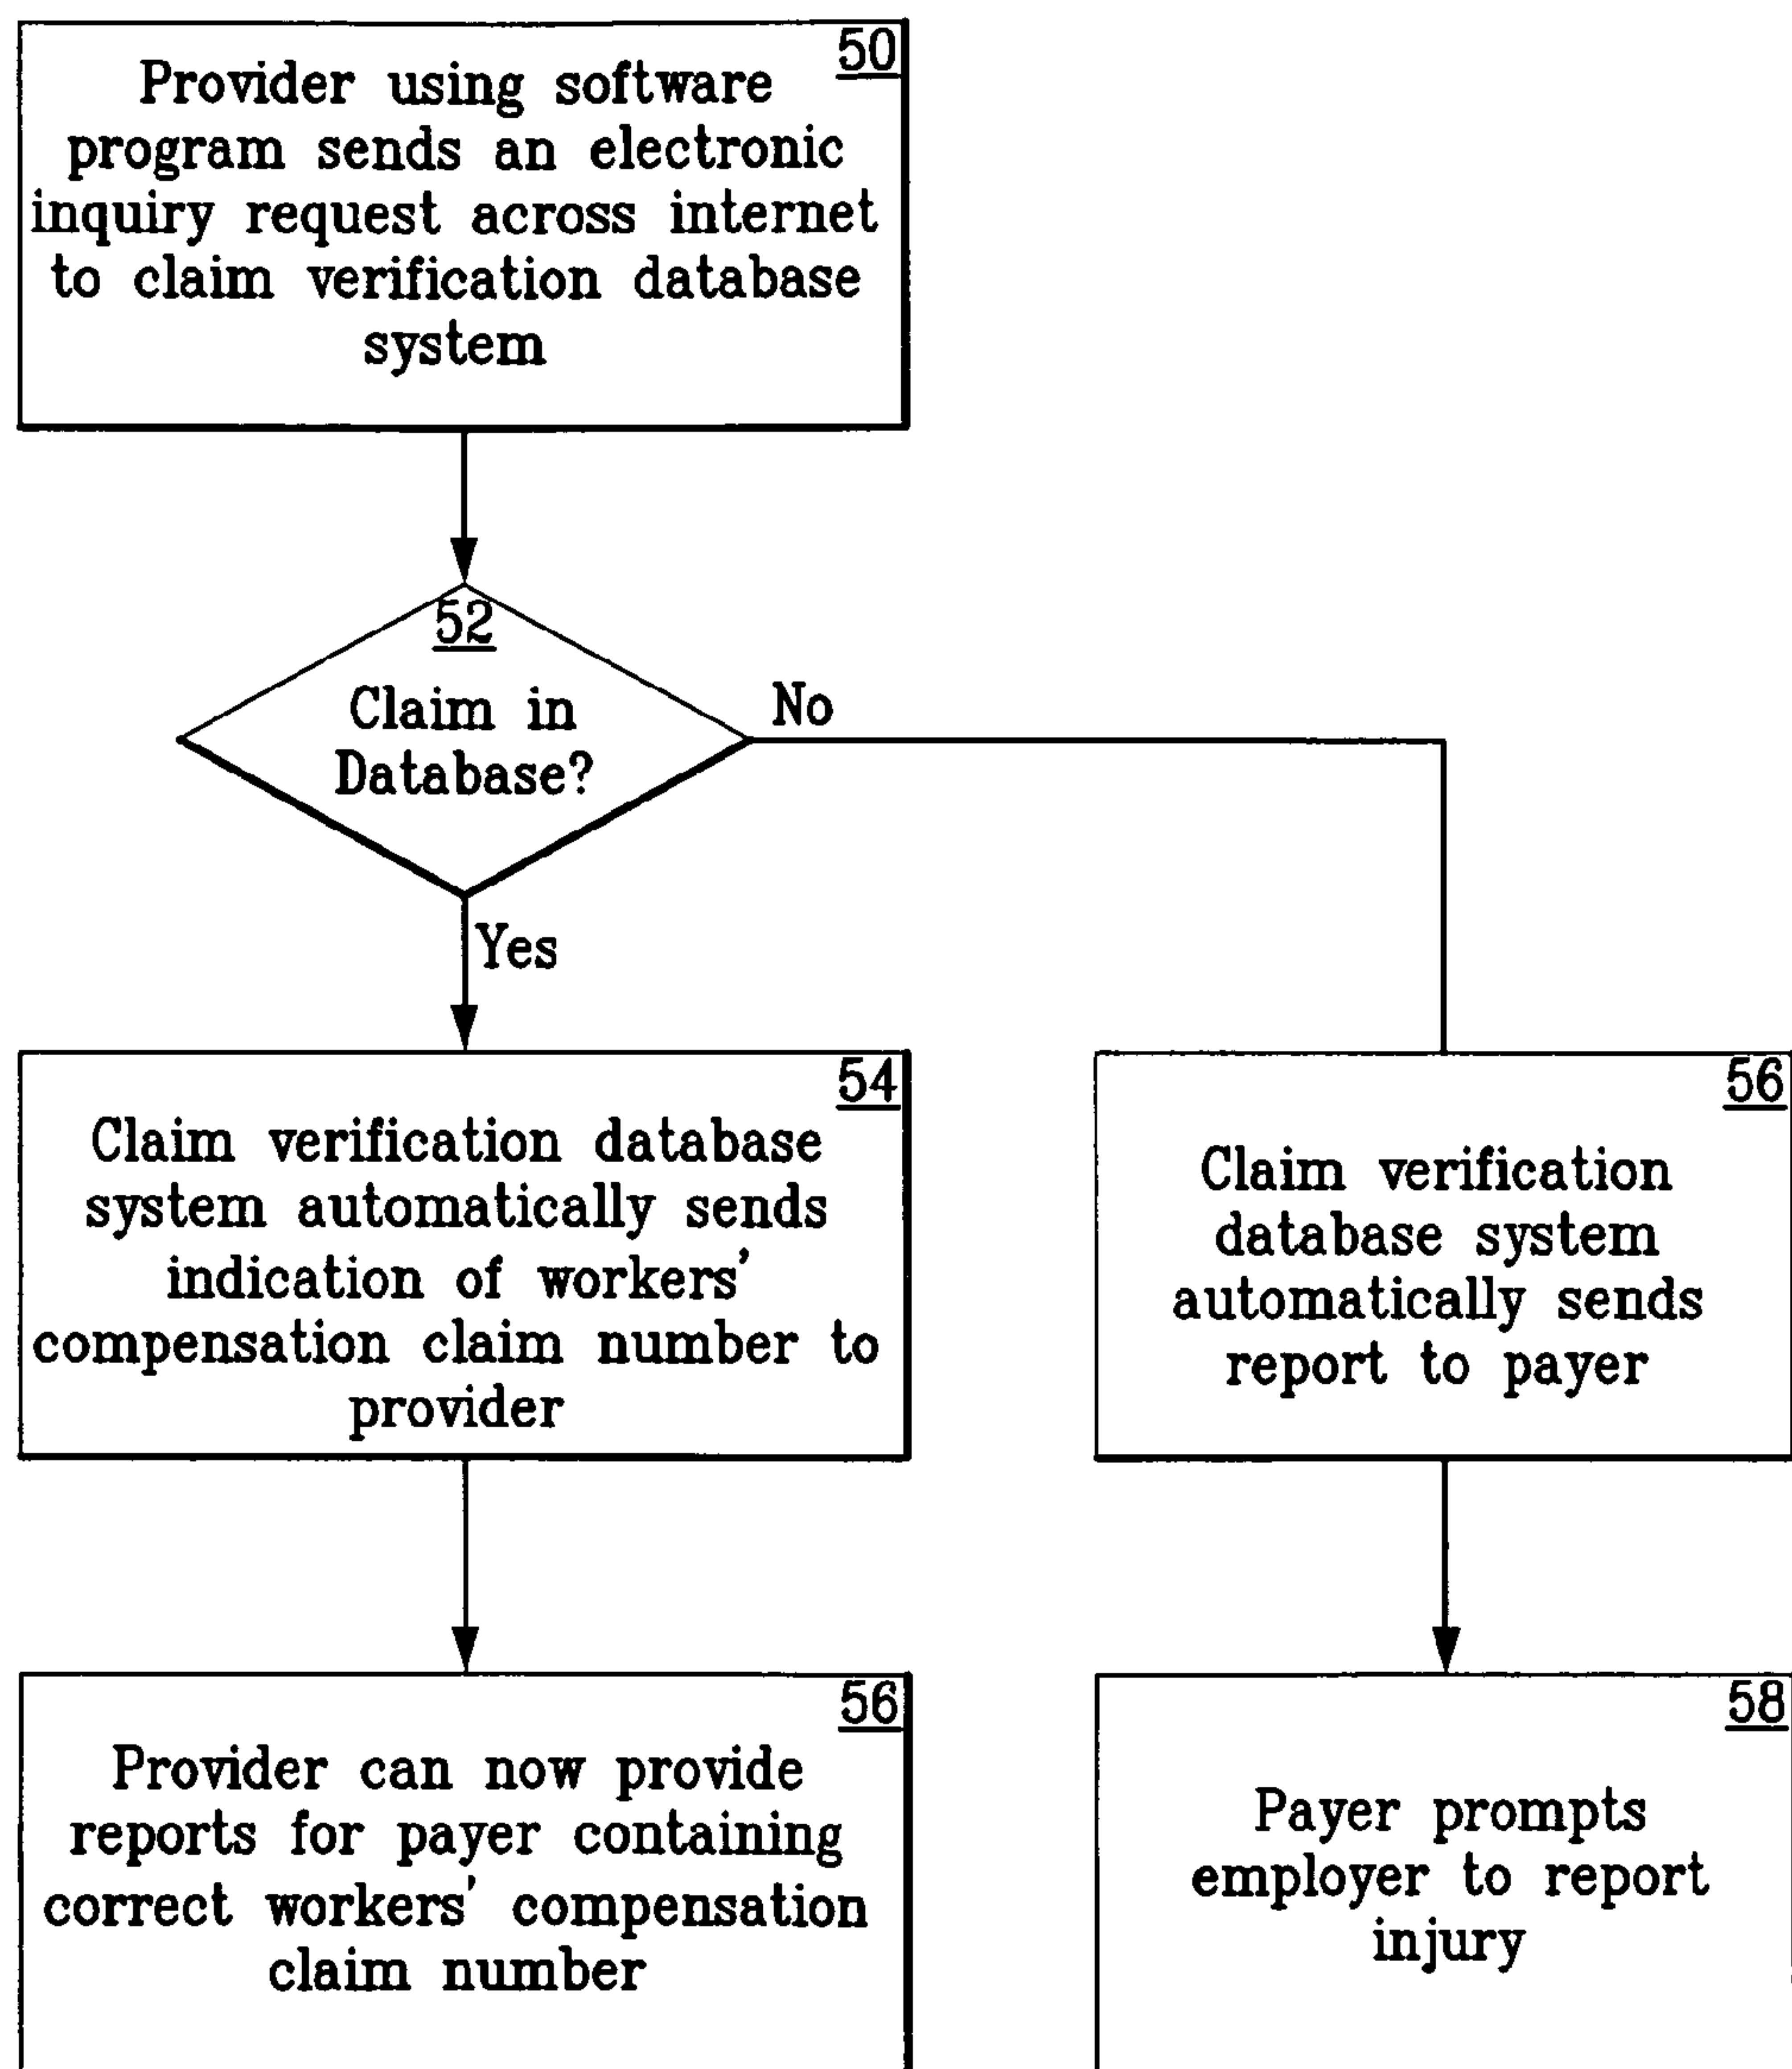 50
Provider using software
program sends an electronic
inquiry request across internet
to claim verification database
system
52
Claim in
Database?
No
Yes
54
Claim verification database
system automatically sends
indication of workers'
compensation claim number to
provider
56
Claim verification
database system
automatically sends
report to payer
56
Provider can now provide
reports for payer containing
correct workers' compensation
claim number
58
Payer prompts
employer to report
injury